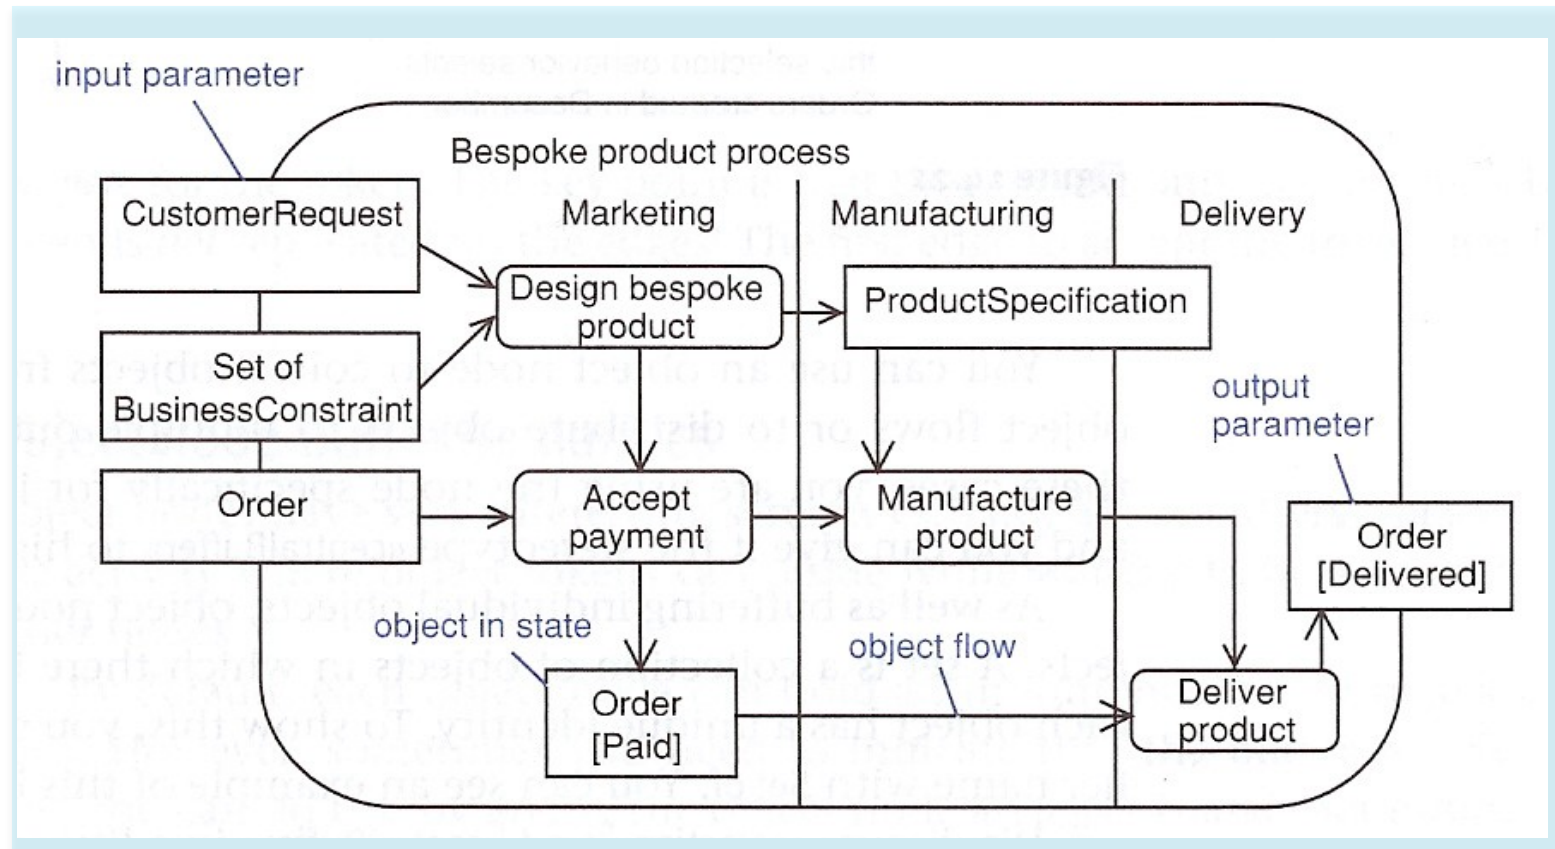 input parameter
Bespoke product process
CustomerRequest
Marketing
Manufacturing
Delivery
Design bespoke
product
ProductSpecification
Set of
BusinessConstraint
output
parameter
Order
Accept
payment
Manufacture
product
Order
[Delivered]
object in state
object flow
Order
[Paid]
Deliver
product